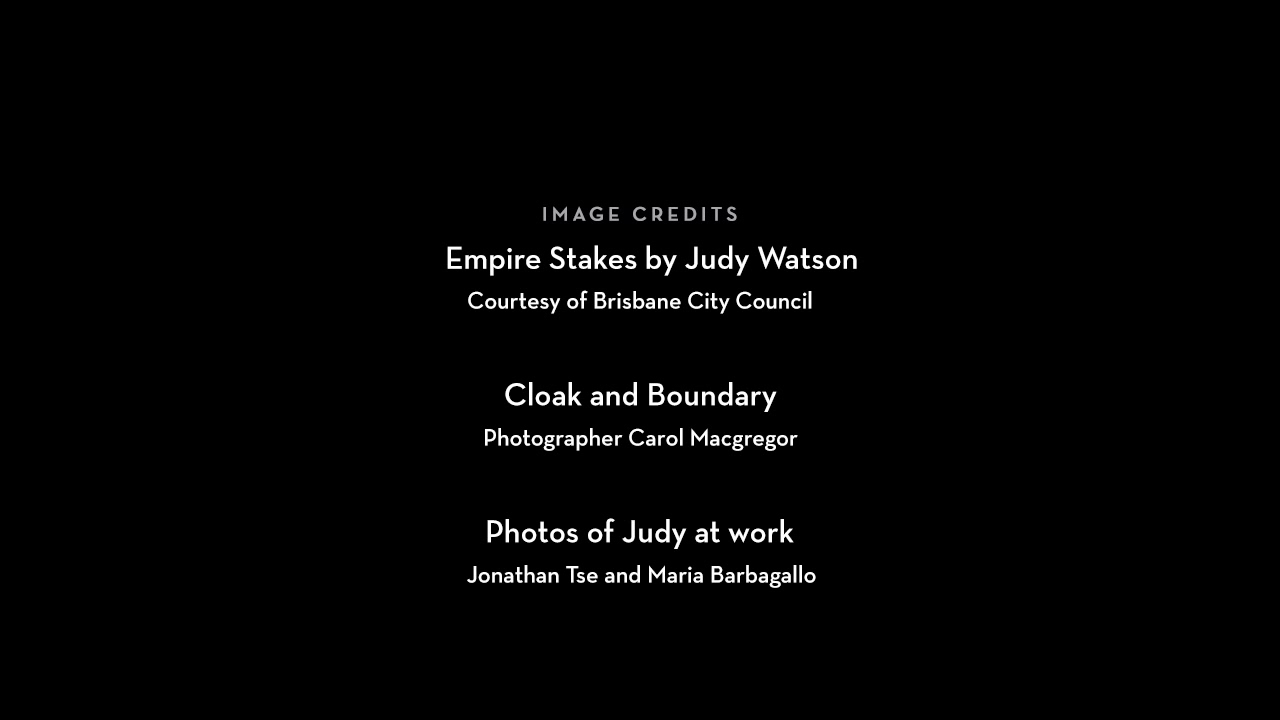 IMAGE CREDITS
Empire Stakes by Judy Watson
Courtesy of Brisbane City Council
Cloak and Boundary
Photographer Carol Macgregor
Photos of Judy at work
Jonathan Tse and Maria Barbagallo